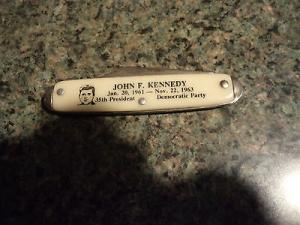 JOHN F. KENNEDY
Jan. 20, 1961 — Nov. 22, 1963
35th President Democratic Party